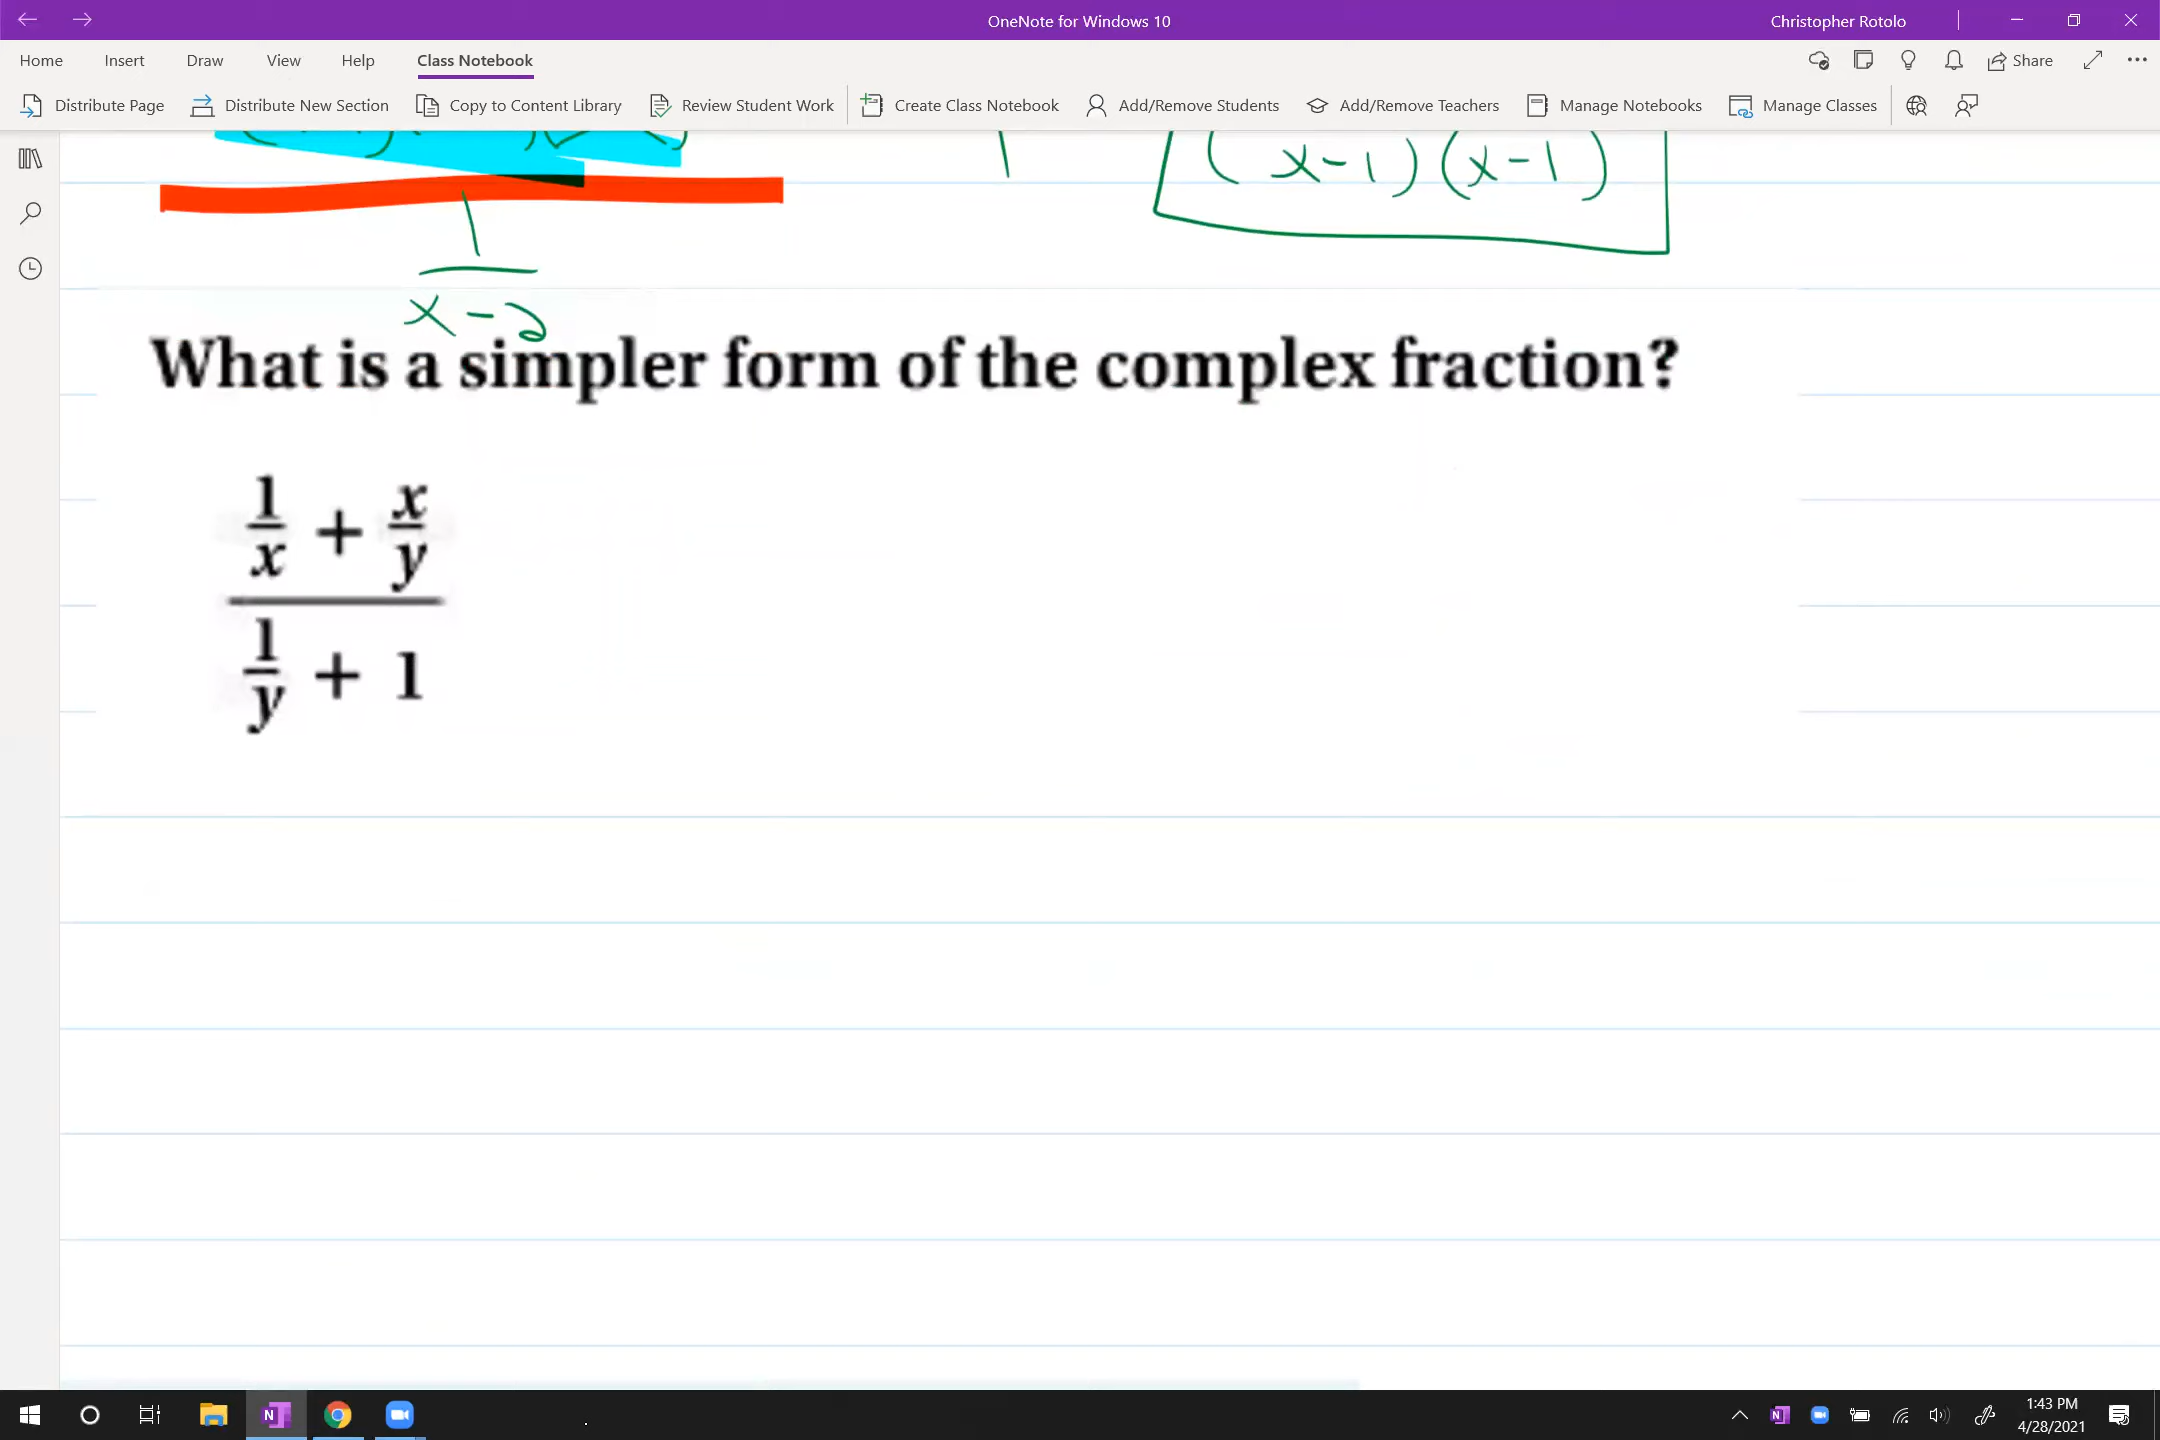 OneNote for Windows 10
Christopher Rotolo
Home Insert Draw View Help Class Notebook
Share
Distribute Page Distribute New Section Copy to Content Library Review Student Work Create Class Notebook Add/Remove Students Add/Remove Teachers Manage Notebooks Manage Classes
(x-1)(x-1)
1
x-2
What is a simpler form of the complex fraction?
1/x + x/y
1/y + 1
1:43 PM
4/28/2021